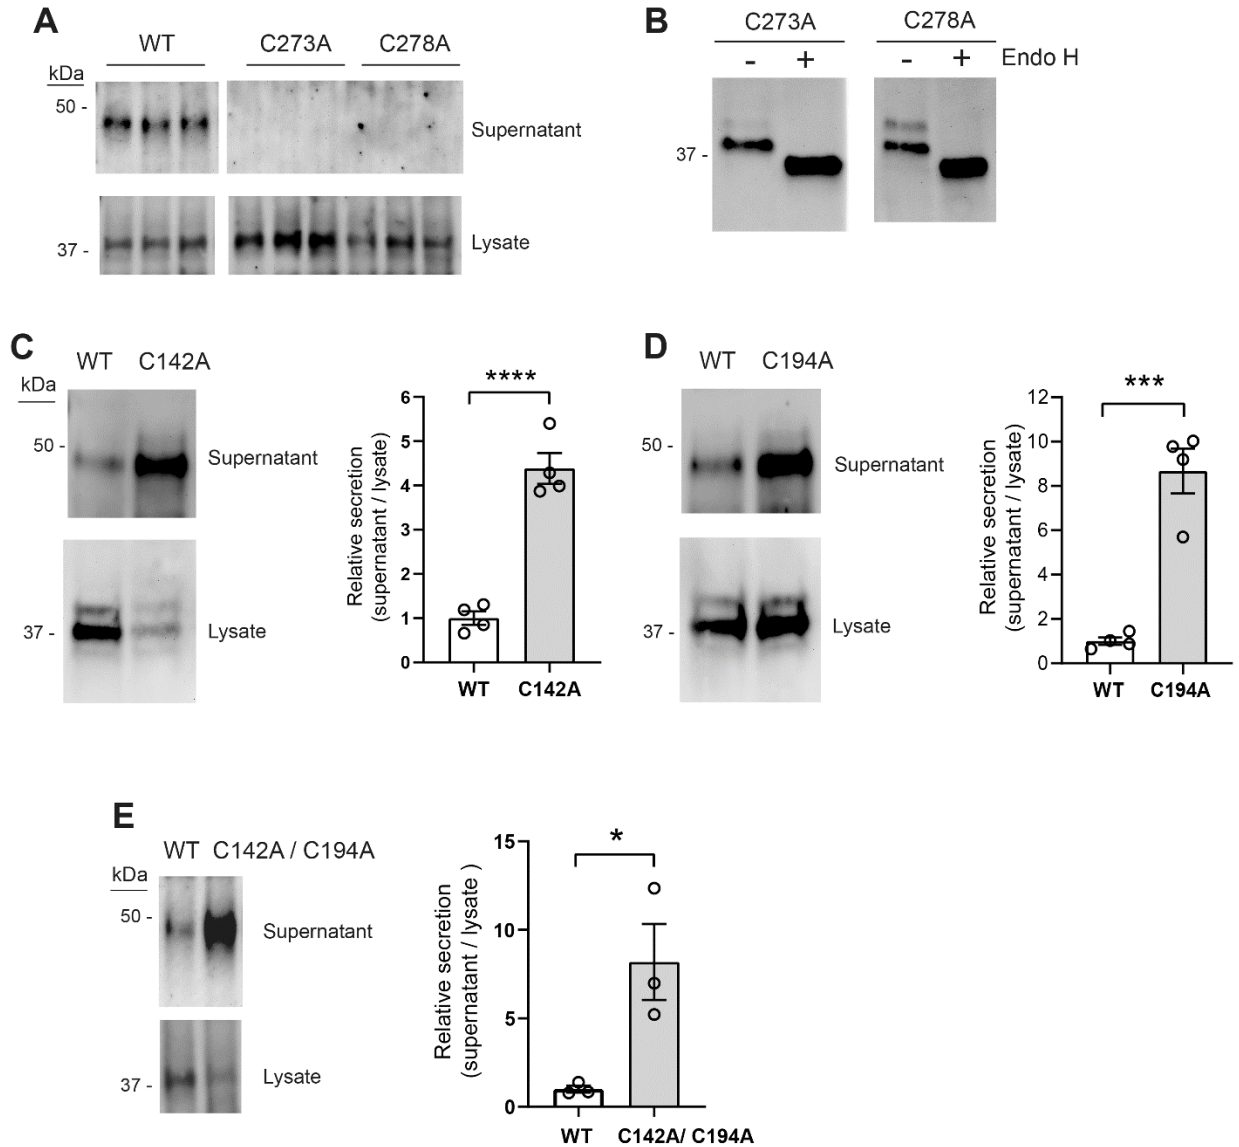 A
WT C273A C278A
kDa
50 -
Supernatant
37 -
Lysate
B
C273A C278A
- + - + Endo H
37 -
C
WT C142A
kDa
50 -
Supernatant
37 -
Lysate
****
Relative secretion
(supernatant / lysate)
6
5
4
3
2
1
0
WT C142A
D
WT C194A
50 -
Supernatant
37 -
Lysate
***
Relative secretion
(supernatant / lysate)
12
10
8
6
4
2
0
WT C194A
E
WT C142A / C194A
kDa
50 -
Supernatant
37 -
Lysate
*
Relative secretion
(supernatant / lysate )
15
10
5
0
WT C142A/ C194A